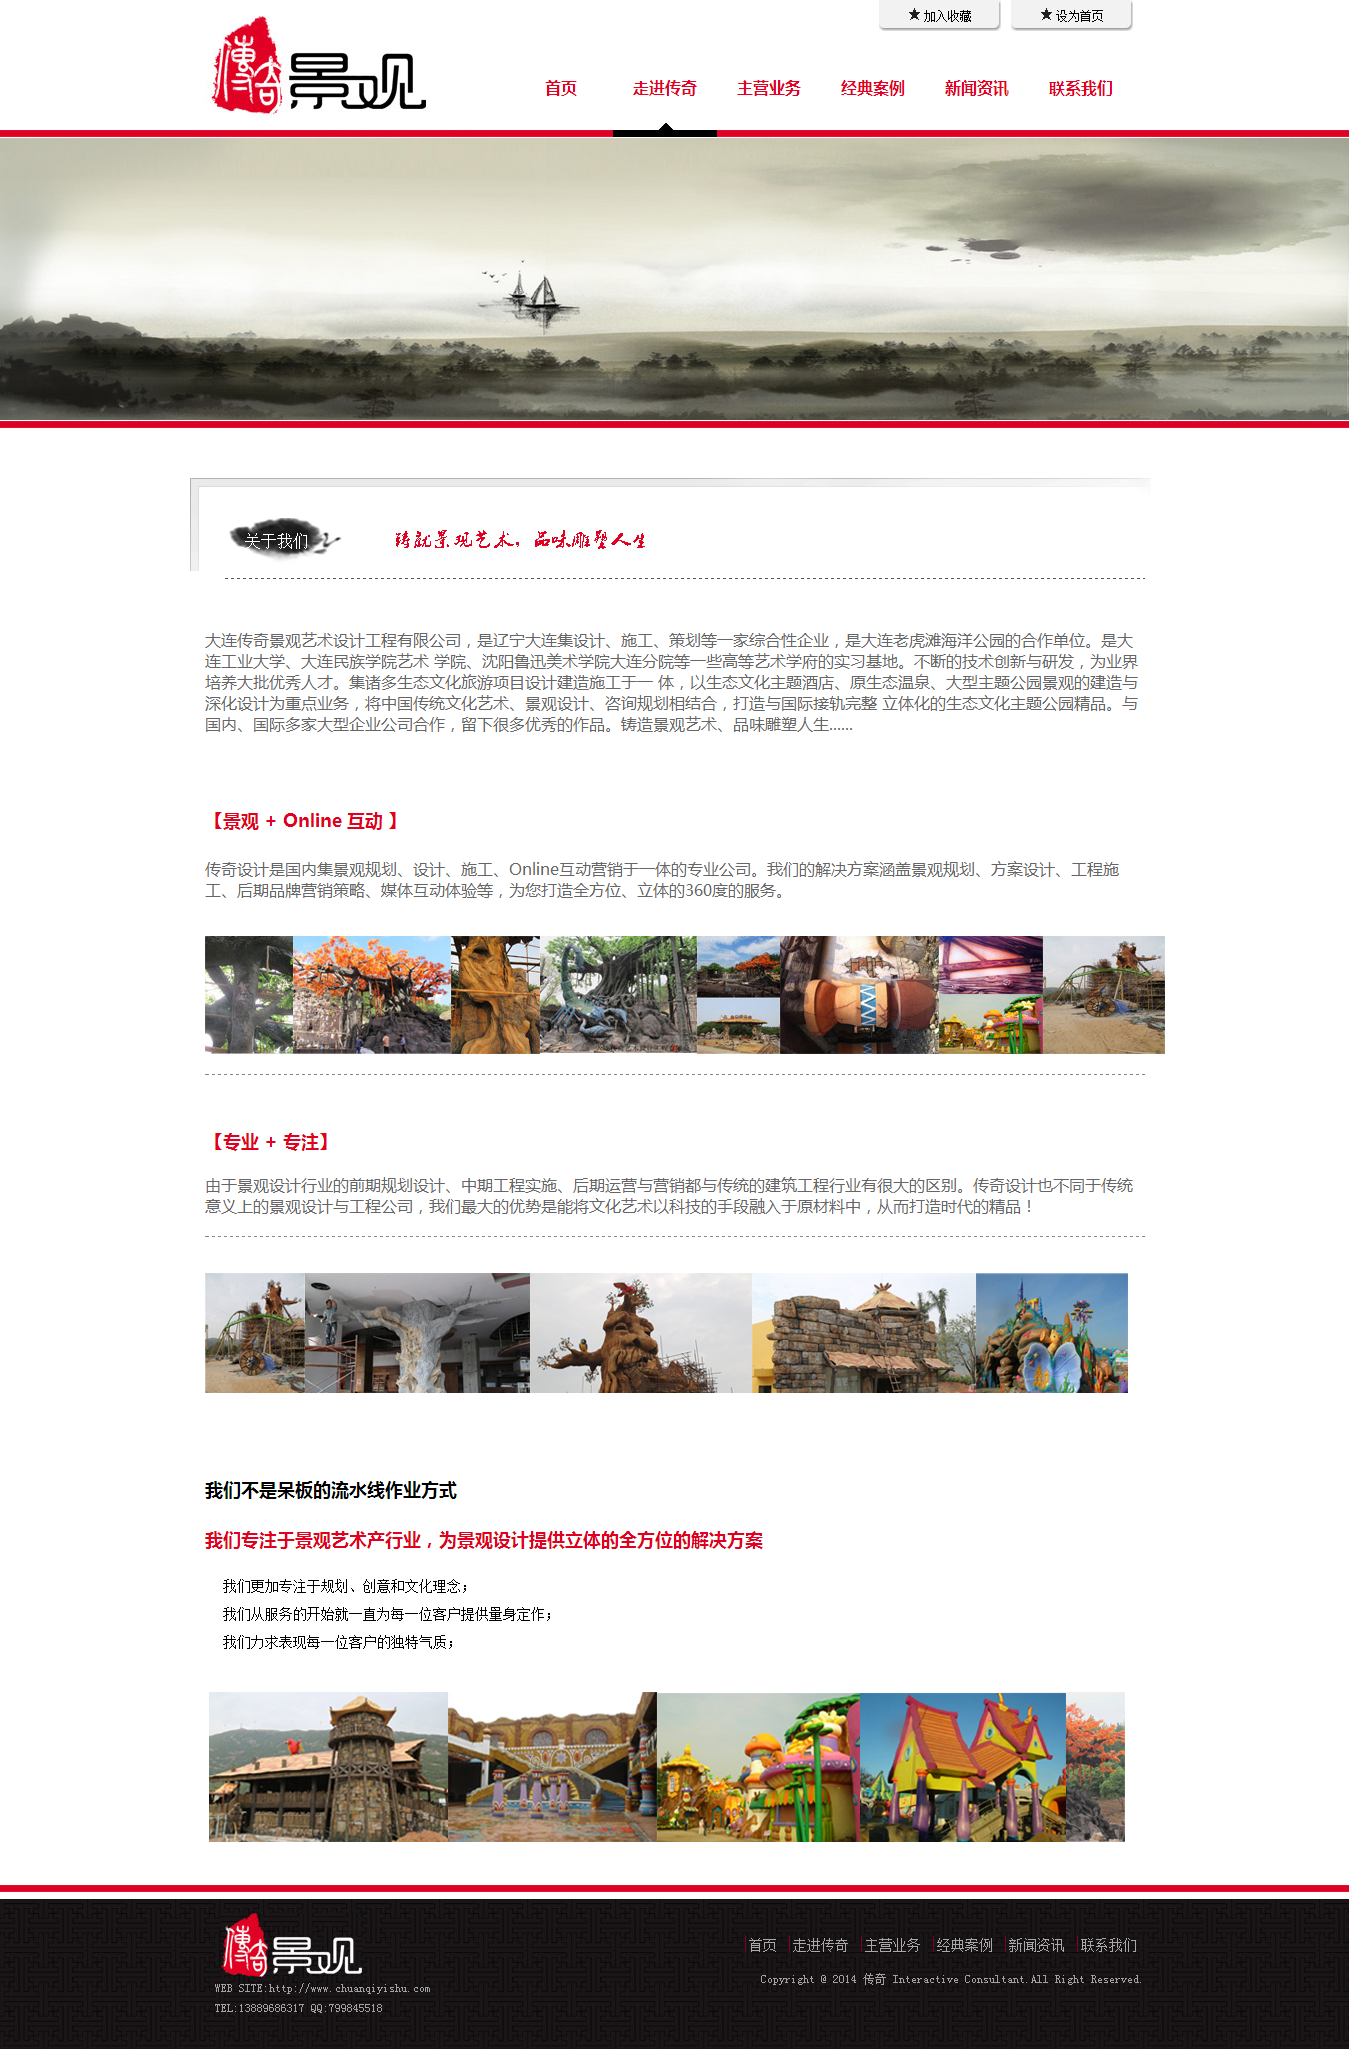 ★ 加入收藏
★ 设为首页
傳奇景观
首页
走进传奇
主营业务
经典案例
新闻资讯
联系我们
关于我们
铸就景观艺术，品味雕塑人生
大连传奇景观艺术设计工程有限公司，是辽宁大连集设计、施工、策划等一家综合性企业，是大连老虎滩海洋公园的合作单位。是大
连工业大学、大连民族学院艺术 学院、沈阳鲁迅美术学院大连分院等一些高等艺术学府的实习基地。不断的技术创新与研发，为业界
培养大批优秀人才。集诸多生态文化旅游项目设计建造施工于一 体，以生态文化主题酒店、原生态温泉、大型主题公园景观的建造与
深化设计为重点业务，将中国传统文化艺术、景观设计、咨询规划相结合，打造与国际接轨完整 立体化的生态文化主题公园精品。与
国内、国际多家大型企业公司合作，留下很多优秀的作品。铸造景观艺术、品味雕塑人生......
【景观 + Online 互动 】
传奇设计是国内集景观规划、设计、施工、Online互动营销于一体的专业公司。我们的解决方案涵盖景观规划、方案设计、工程施
工、后期品牌营销策略、媒体互动体验等，为您打造全方位、立体的360度的服务。
【专业 + 专注】
由于景观设计行业的前期规划设计、中期工程实施、后期运营与营销都与传统的建筑工程行业有很大的区别。传奇设计也不同于传统
意义上的景观设计与工程公司，我们最大的优势是能将文化艺术以科技的手段融入于原材料中，从而打造时代的精品！
我们不是呆板的流水线作业方式
我们专注于景观艺术产行业，为景观设计提供立体的全方位的解决方案
我们更加专注于规划、创意和文化理念；
我们从服务的开始就一直为每一位客户提供量身定作；
我们力求表现每一位客户的独特气质；
傳奇景观
首页
走进传奇
主营业务
经典案例
新闻资讯
联系我们
WEB SITE:http://www.chuanqiyishu.com
Copyright @ 2014 传奇 Interactive Consultant.All Right Reserved.
TEL:13889686317 QQ:799845518